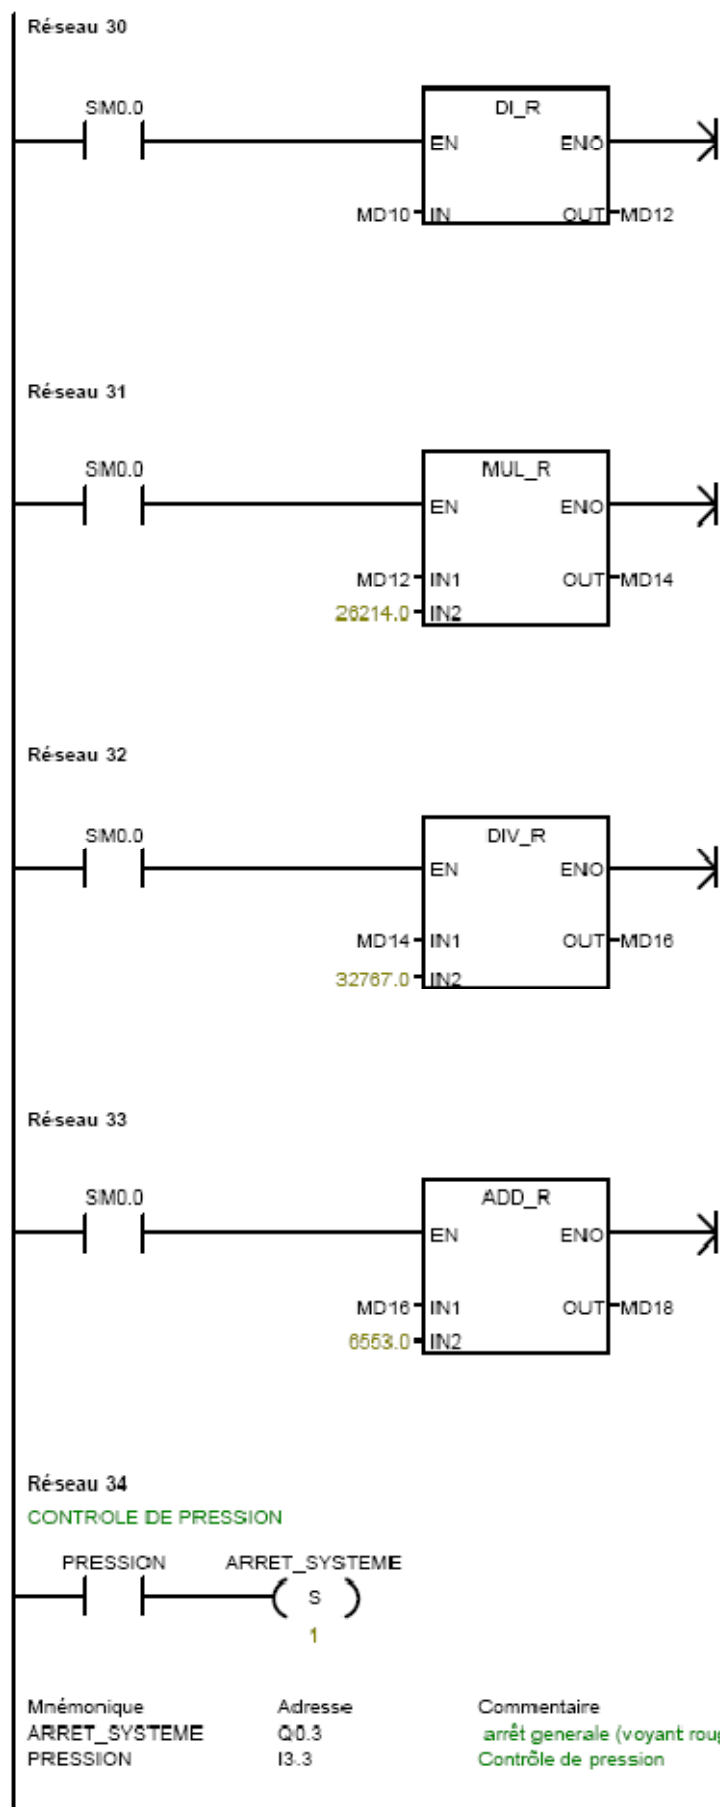 Réseau 30
SM0.0
DI_R
EN ENO
MD10 IN OUT MD12
Réseau 31
SM0.0
MUL_R
EN ENO
MD12 IN1 OUT MD14
26214.0 IN2
Réseau 32
SM0.0
DIV_R
EN ENO
MD14 IN1 OUT MD16
32767.0 IN2
Réseau 33
SM0.0
ADD_R
EN ENO
MD16 IN1 OUT MD18
6553.0 IN2
Réseau 34
CONTROLE DE PRESSION
PRESSION ARRET_SYSTEME
S
1
Mnémonique Adresse Commentaire
ARRET_SYSTEME Q0.3 arrêt generale (voyant roug
PRESSION I3.3 Contrôle de pression